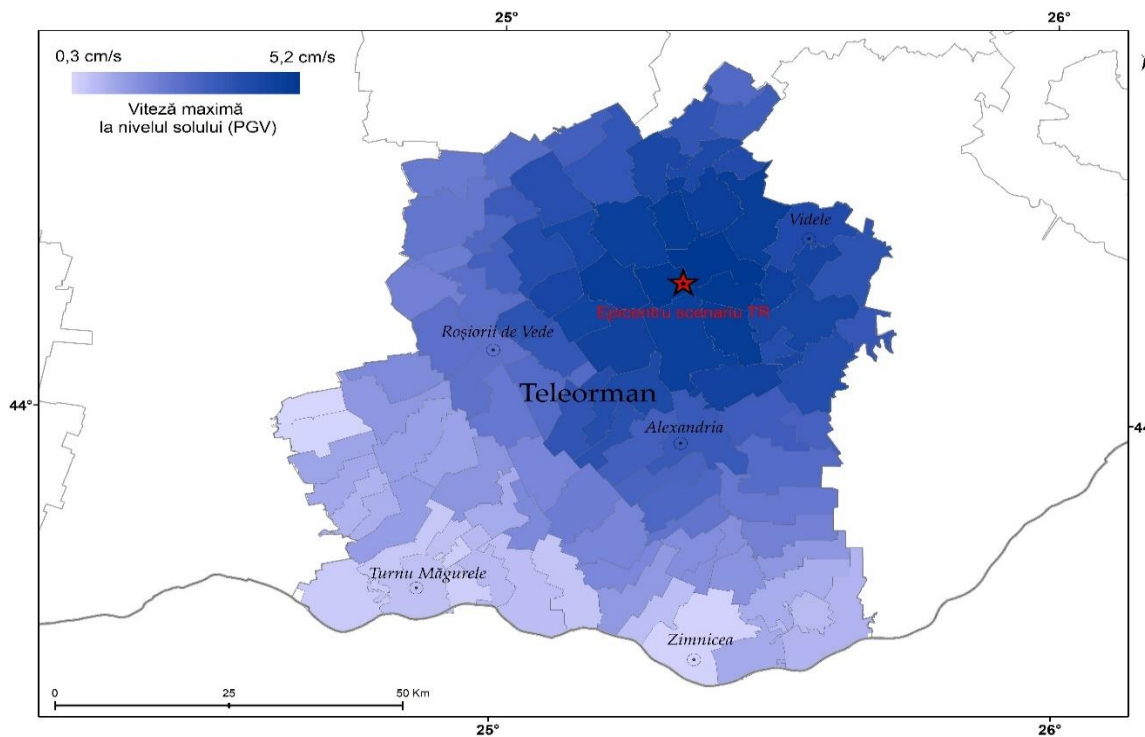 25°
26°
0,3 cm/s
5,2 cm/s
Viteză maximă
la nivelul solului (PGV)
Videle
Epicentru scenariu TR
Roșiorii de Vede
Teleorman
44°
Alexandria
44
Turnu Măgurele
Zimnicea
0
25
50 Km
25°
26°